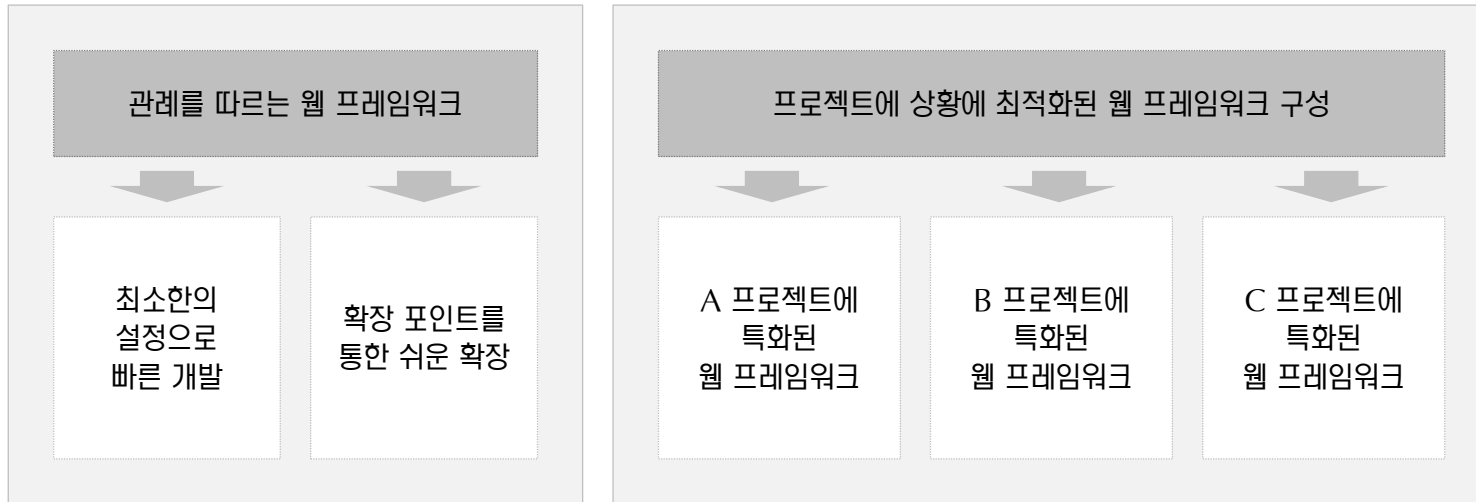 관례를 따르는 웹 프레임워크
최소한의
설정으로
빠른 개발
확장 포인트를
통한 쉬운 확장
프로젝트에 상황에 최적화된 웹 프레임워크 구성
A 프로젝트에
특화된
웹 프레임워크
B 프로젝트에
특화된
웹 프레임워크
C 프로젝트에
특화된
웹 프레임워크